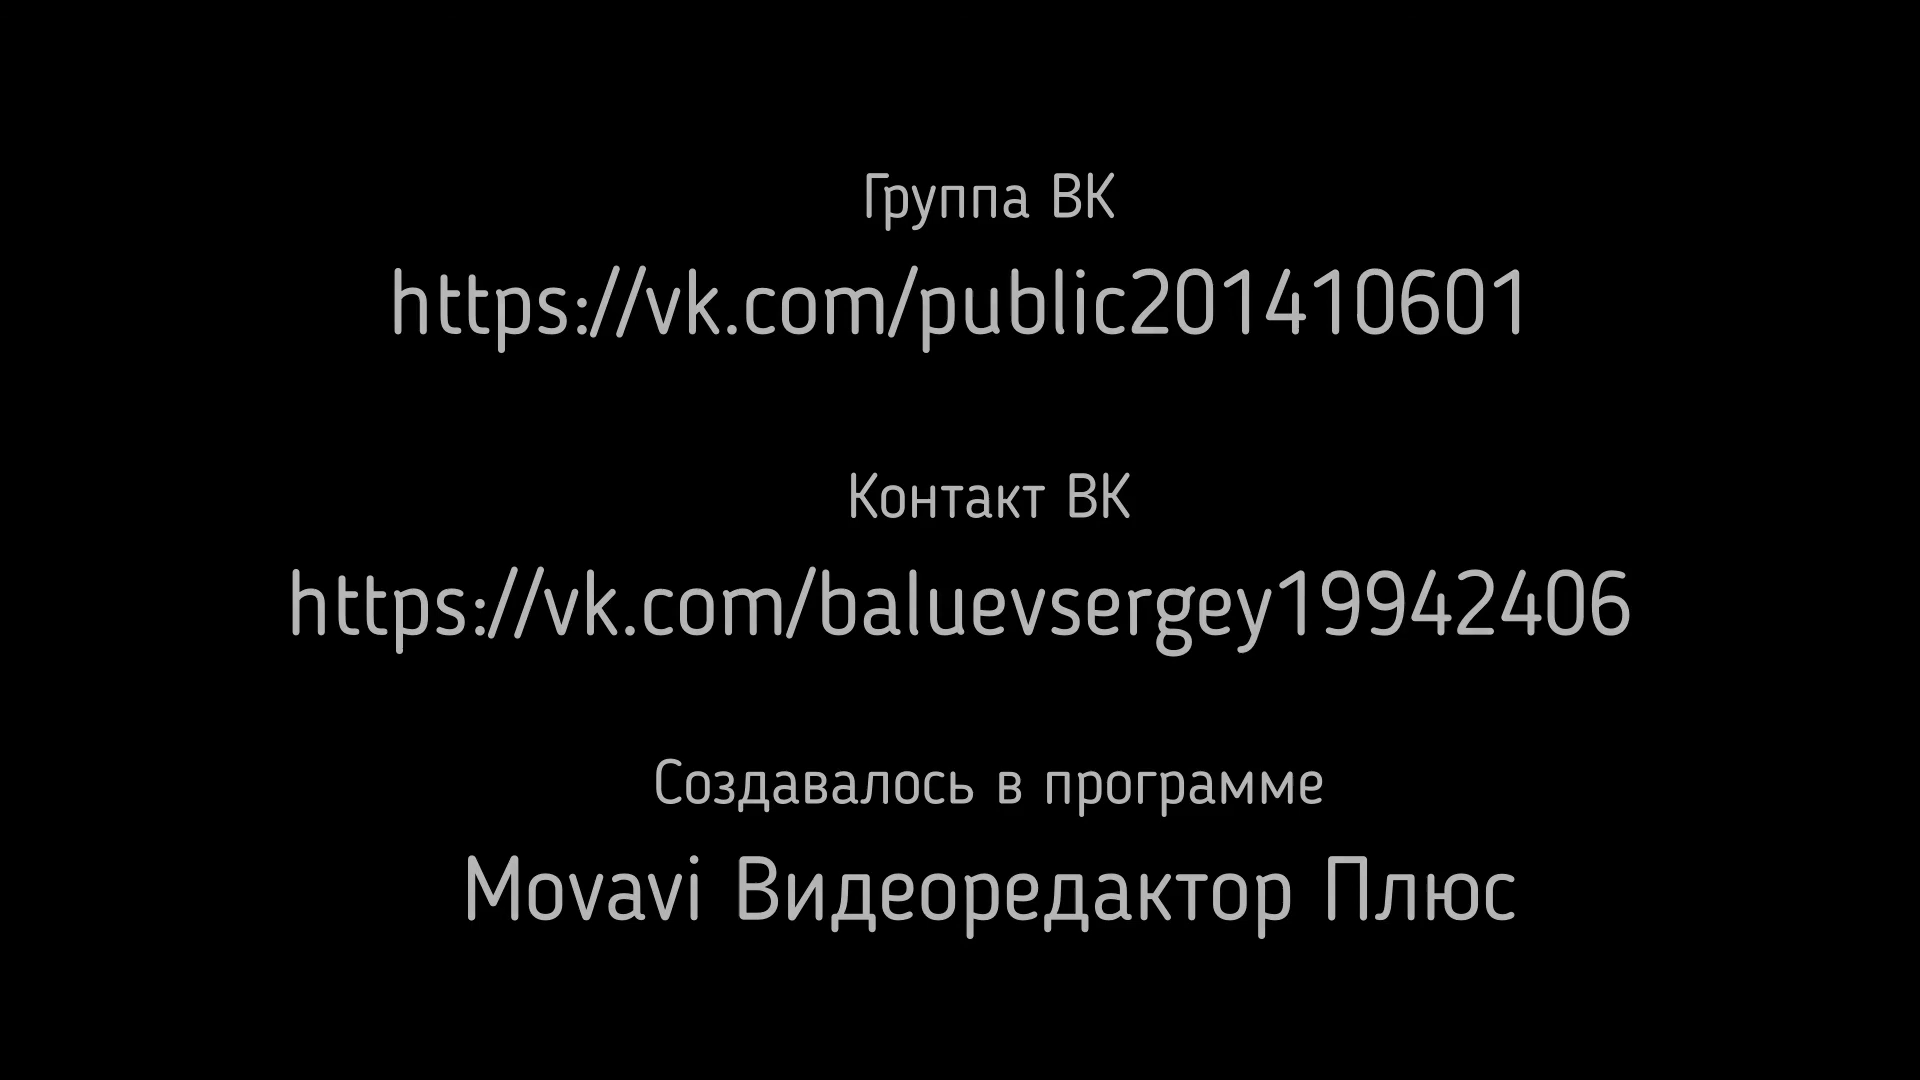 Группа ВК
https://vk.com/public201410601
Контакт ВК
https://vk.com/baluevsergey19942406
Создавалось в программе
Movavi Видеоредактор Плюс